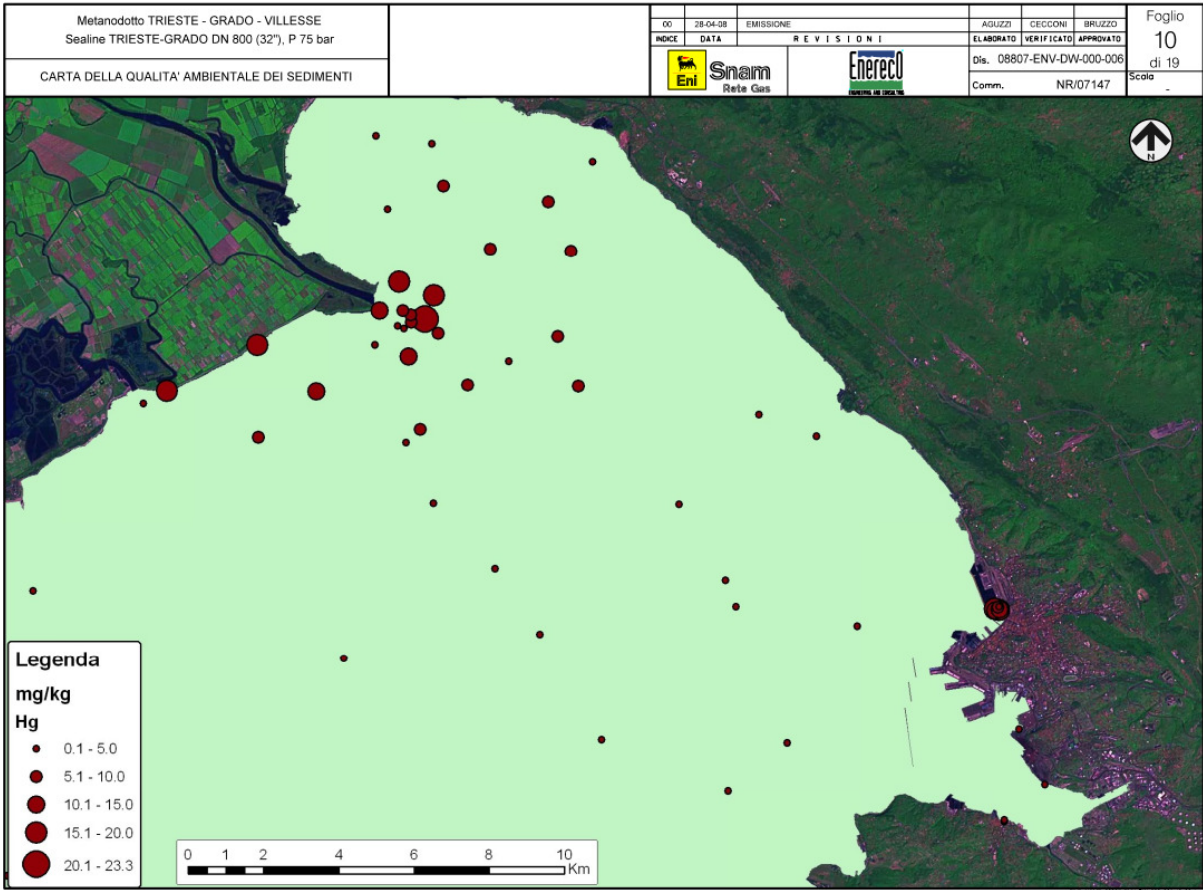 Metanodotto TRIESTE - GRADO - VILLESSE
Sealine TRIESTE-GRADO DN 800 (32"), P 75 bar
CARTA DELLA QUALITA' AMBIENTALE DEI SEDIMENTI
00 28-04-08 EMISSIONE AGUZZI CECCONI BRUZZO
INDICE DATA REVISIONI ELABORATO VERIFICATO APPROVATO
Eni
Snam
Rete Gas
Enereco
ENGINEERING AND CONSULTING
Dis. 08807-ENV-DW-000-006
Comm. NR/07147
Foglio
10
di 19
Scala
-
N
Legenda
mg/kg
Hg
0.1 - 5.0
5.1 - 10.0
10.1 - 15.0
15.1 - 20.0
20.1 - 23.3
0 1 2 4 6 8 10
Km